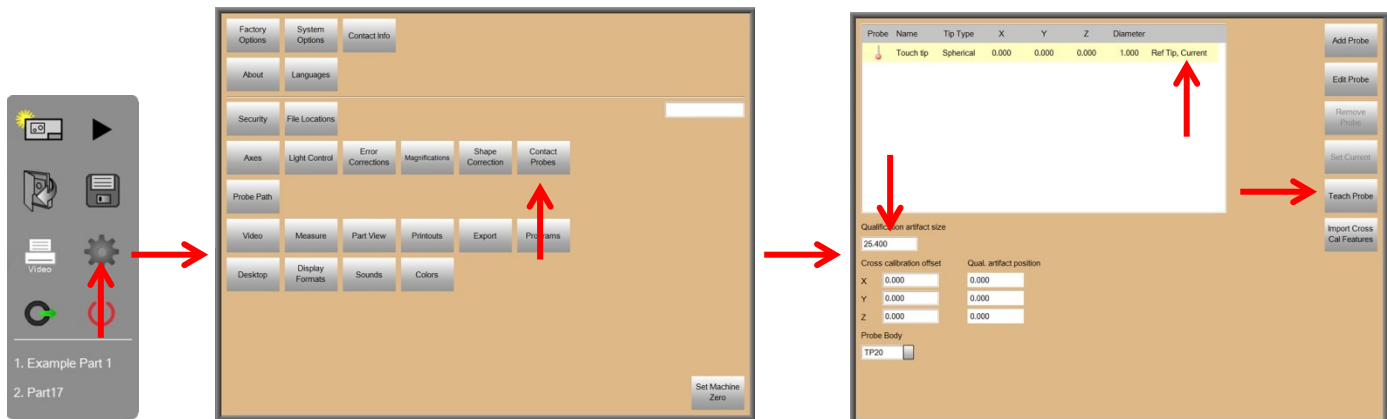 Video
1. Example Part 1
2. Part17
Factory Options
System Options
Contact Info
About
Languages
Security
File Locations
Axes
Light Control
Error Corrections
Magnifications
Shape Correction
Contact Probes
Probe Path
Video
Measure
Part View
Printouts
Export
Programs
Desktop
Display Formats
Sounds
Colors
Set Machine Zero
Probe Name Tip Type X Y Z Diameter
Touch tip Spherical 0.000 0.000 0.000 1.000 Ref Tip, Current
Add Probe
Edit Probe
Remove Probe
Set Current
Teach Probe
Import Cross Cal Features
Qualification artifact size
25.400
Cross calibration offset Qual. artifact position
X 0.000 0.000
Y 0.000 0.000
Z 0.000 0.000
Probe Body
TP20